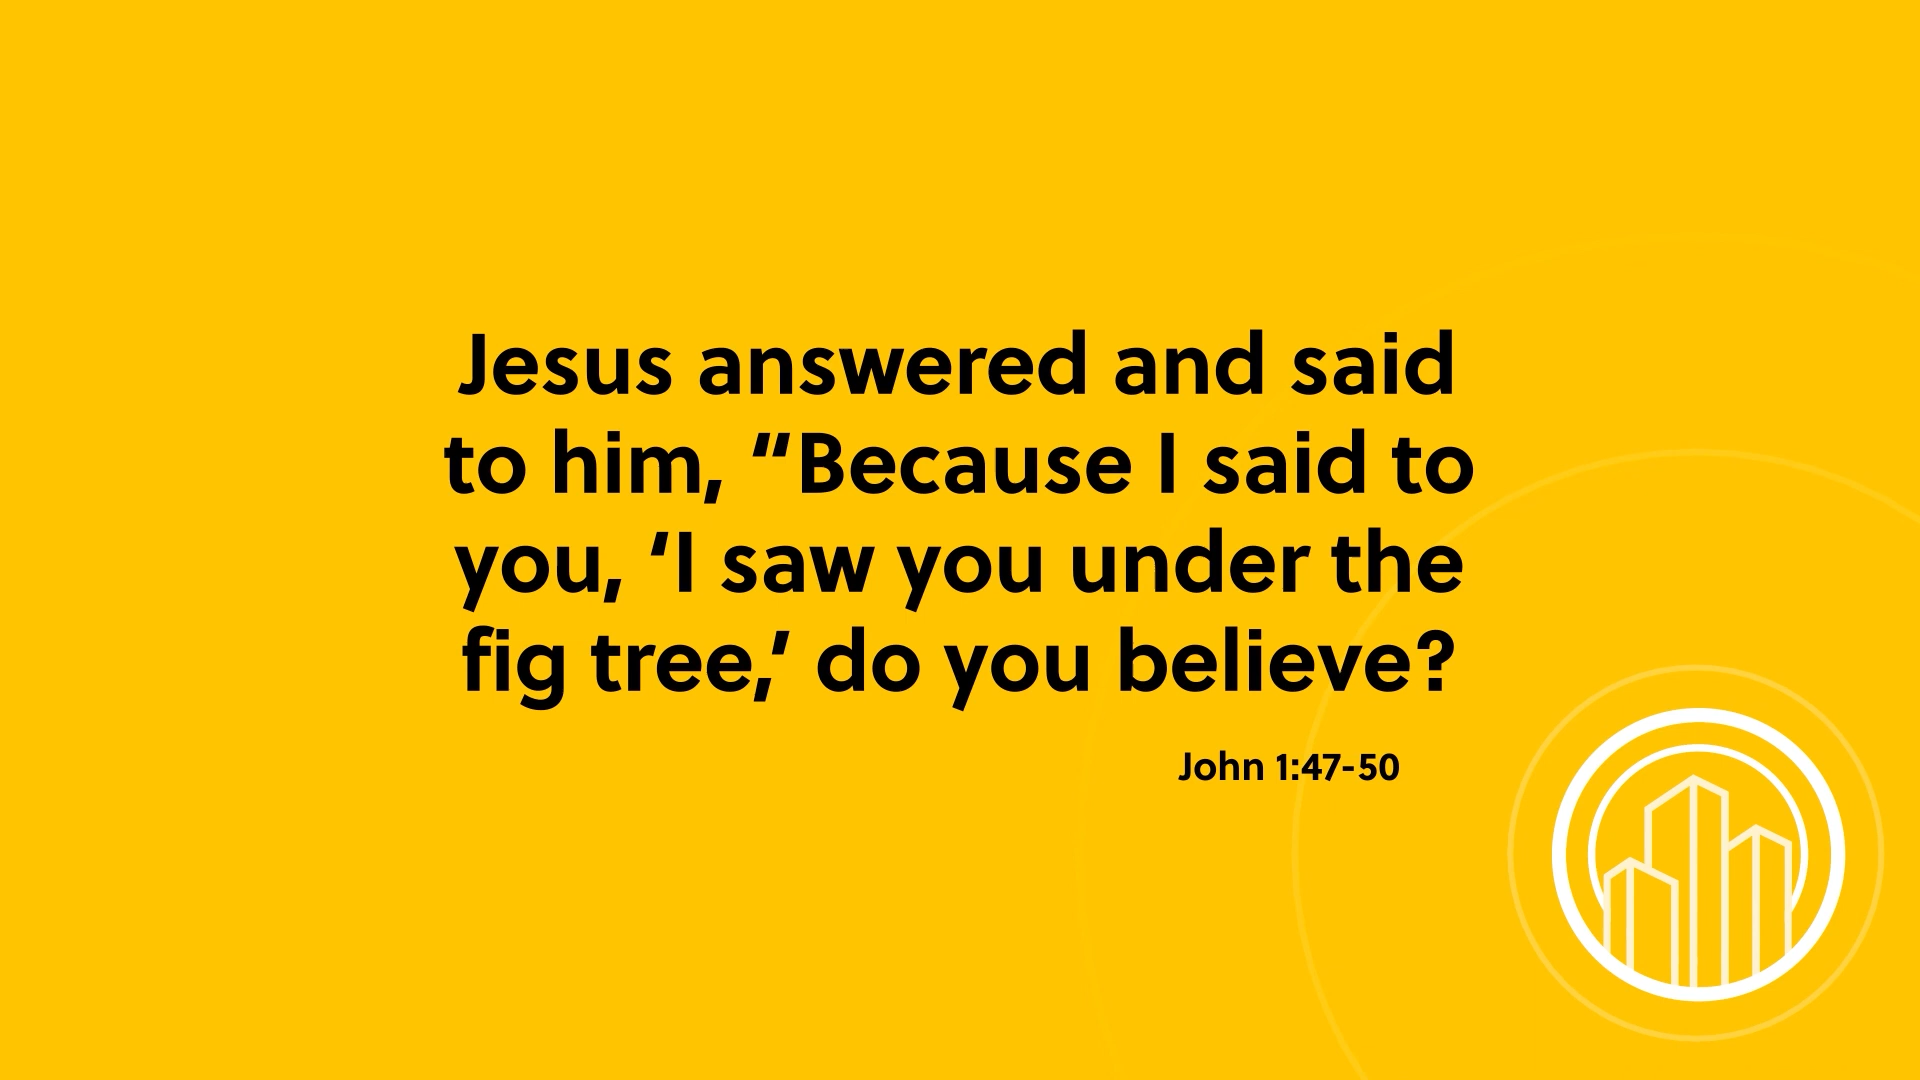 Jesus answered and said
to him, “Because I said to
you, ‘I saw you under the
fig tree,’ do you believe?
John 1:47-50